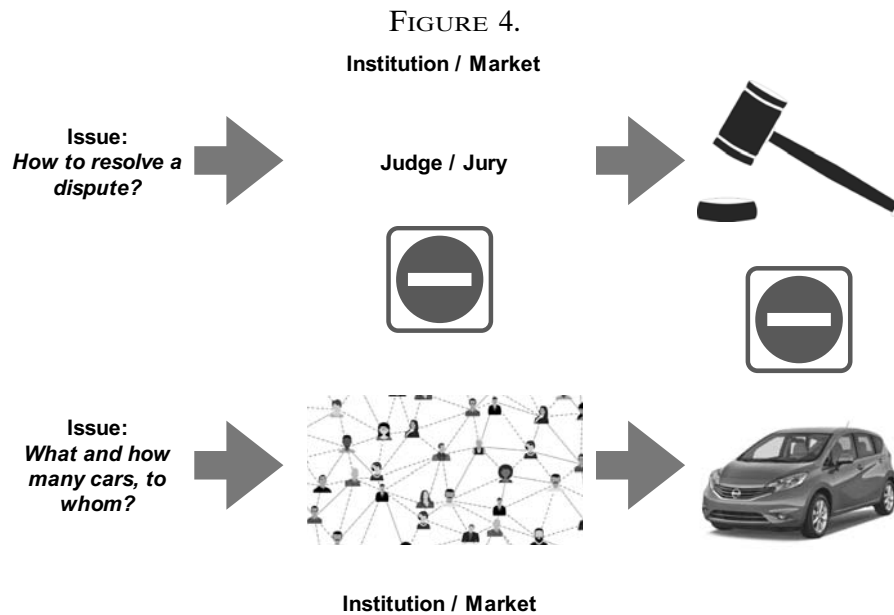 FIGURE 4.
Institution / Market
Issue:
How to resolve a
dispute?
Judge / Jury
Issue:
What and how
many cars, to
whom?
Institution / Market